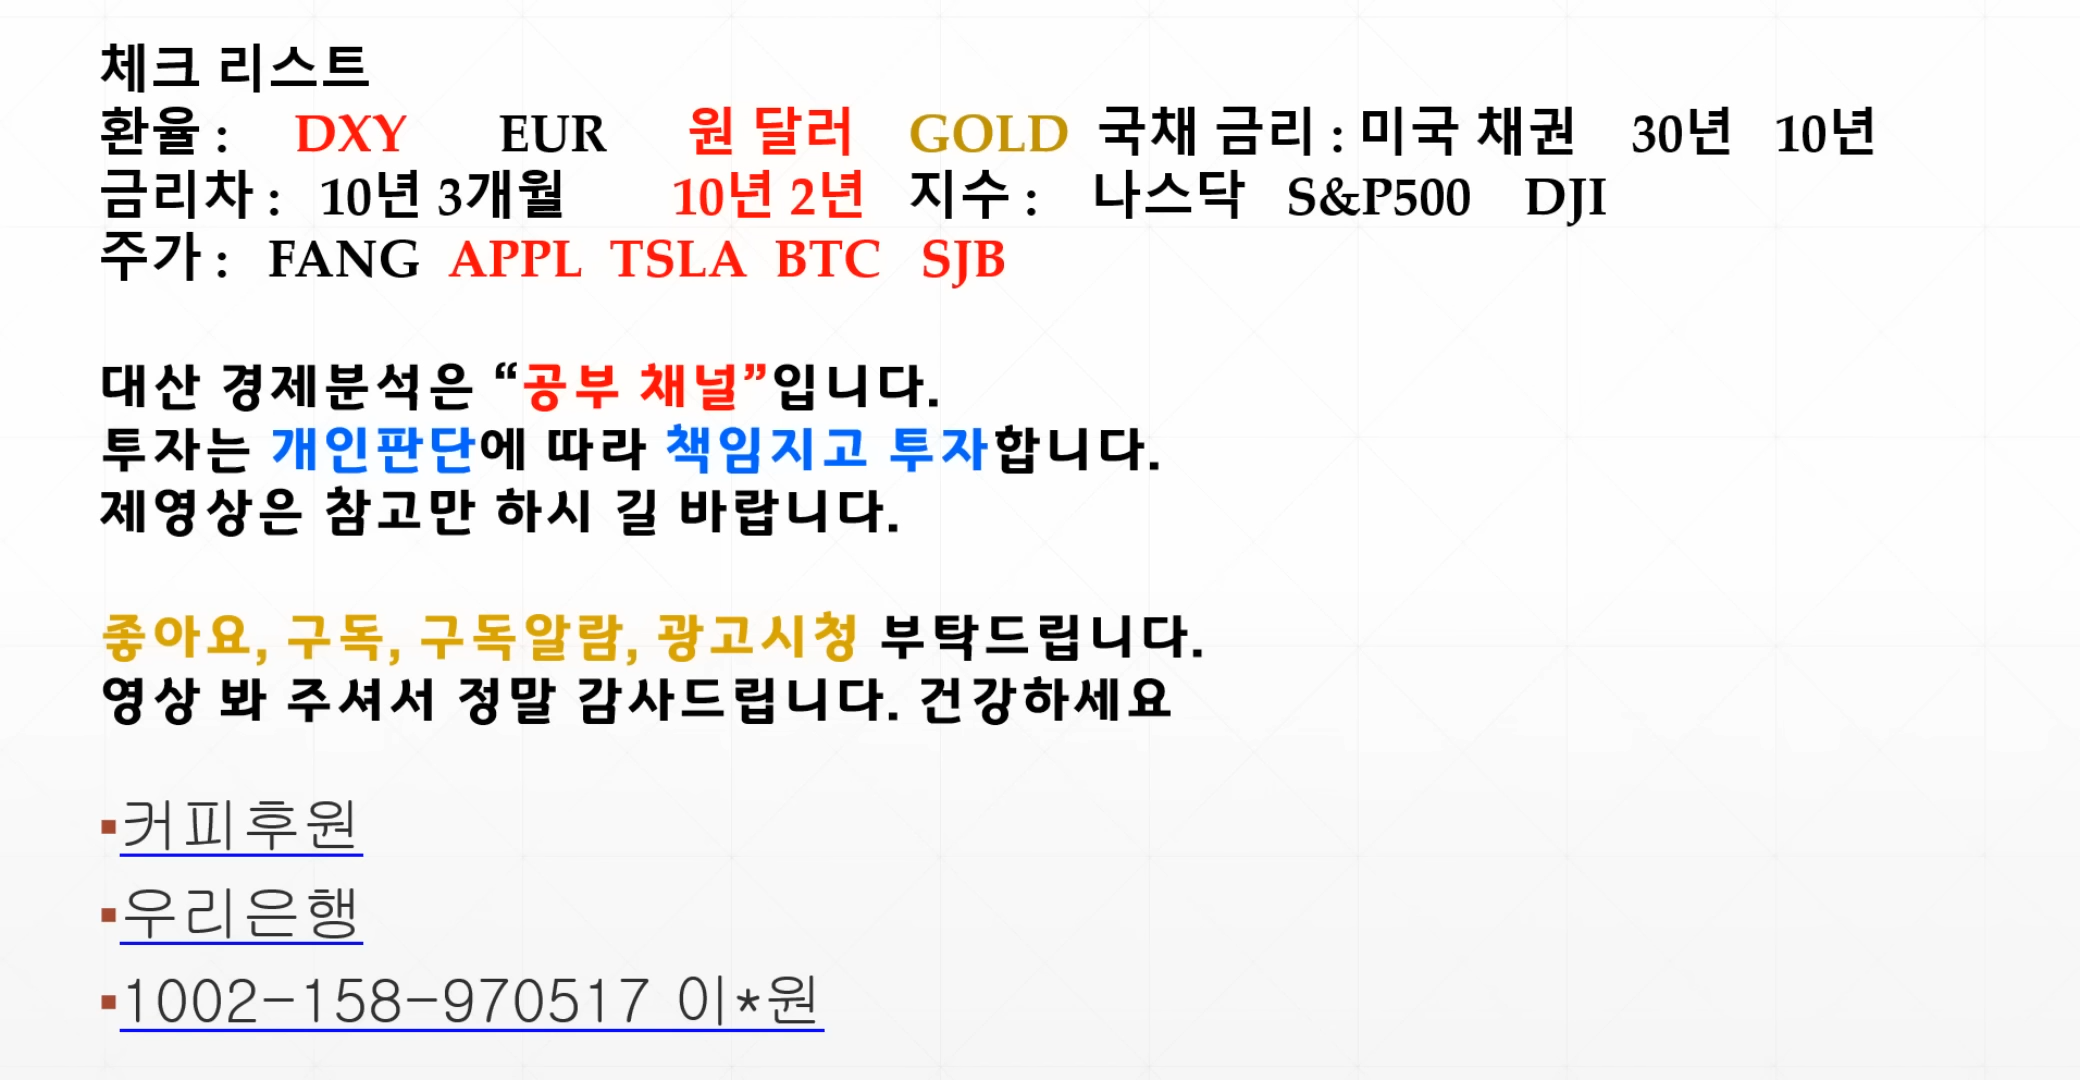 체크 리스트
환율 : DXY EUR 원 달러 GOLD 국채 금리 : 미국 채권 30년 10년
금리차 : 10년 3개월 10년 2년 지수 : 나스닥 S&P500 DJI
주가 : FANG APPL TSLA BTC SJB
대산 경제분석은 “공부 채널”입니다.
투자는 개인판단에 따라 책임지고 투자합니다.
제영상은 참고만 하시 길 바랍니다.
좋아요, 구독, 구독알람, 광고시청 부탁드립니다.
영상 봐 주셔서 정말 감사드립니다. 건강하세요
▪커피후원
▪우리은행
▪1002-158-970517 이*원